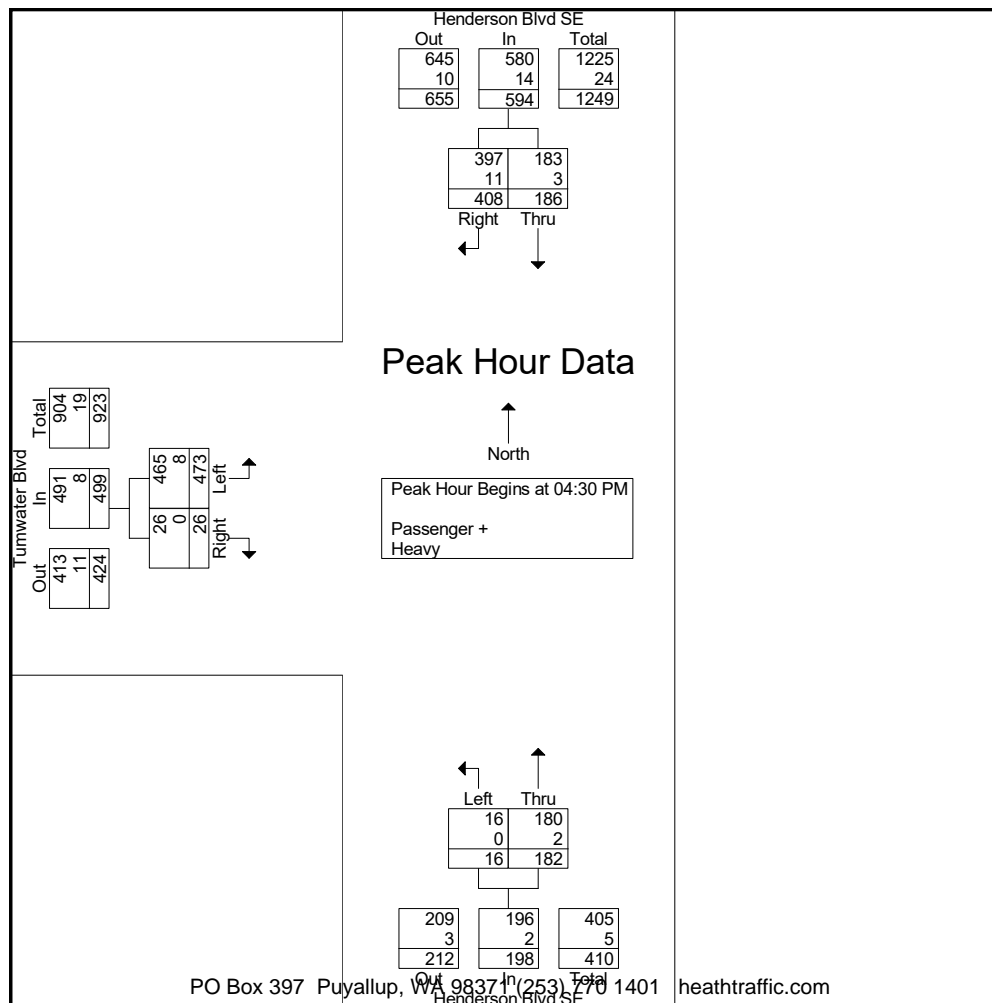 Henderson Blvd SE
Out In Total
645 580 1225
10 14 24
655 594 1249
397 183
11 3
408 186
Right Thru
Peak Hour Data
North
Peak Hour Begins at 04:30 PM
Passenger +
Heavy
Tumwater Blvd
Out In Total
413 491 904
11 8 19
424 499 923
26 465
0 8
26 473
Right Left
Left Thru
16 180
0 2
16 182
209 196 405
3 2 5
212 198 410
Out In Total
Henderson Blvd SE
PO Box 397 Puyallup, WA 98371 (253) 770 1401 heathtraffic.com